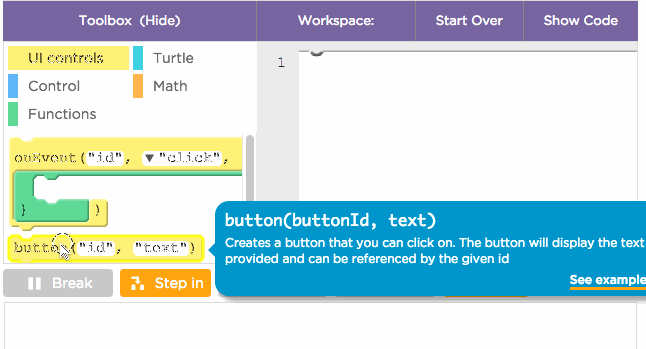 Toolbox (Hide) Workspace: Start Over Show Code
UI controls Turtle
Control Math
Functions
1
onEvent("id", ▼ "click",
} )
button("id", "text")
button(buttonId, text)
Creates a button that you can click on. The button will display the text
provided and can be referenced by the given id
See example
Break Step in